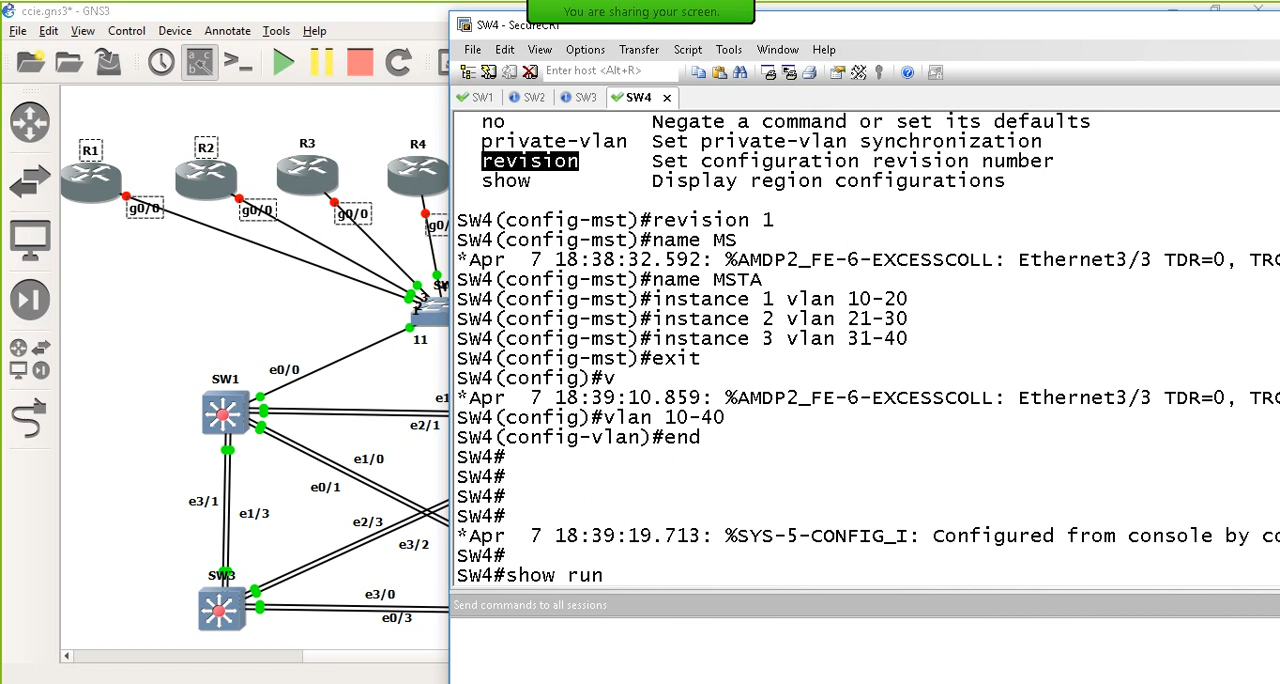 You are sharing your screen.
ccie.gns3* - GNS3
File Edit View Control Device Annotate Tools Help
R1
R2
R3
R4
g0/0
g0/0
g0/0
g0/
SW
3
1
11
SW1
e0/0
e1
e2/1
e1/0
e0/1
e3/1
e1/3
e2/3
e3/2
SW3
e3/0
e0/3
SW4 - SecureCRT
File Edit View Options Transfer Script Tools Window Help
Enter host <Alt+R>
SW1 SW2 SW3 SW4 ×
no Negate a command or set its defaults
private-vlan Set private-vlan synchronization
revision Set configuration revision number
show Display region configurations
SW4(config-mst)#revision 1
SW4(config-mst)#name MS
*Apr 7 18:38:32.592: %AMDP2_FE-6-EXCESSCOLL: Ethernet3/3 TDR=0, TRC
SW4(config-mst)#name MSTA
SW4(config-mst)#instance 1 vlan 10-20
SW4(config-mst)#instance 2 vlan 21-30
SW4(config-mst)#instance 3 vlan 31-40
SW4(config-mst)#exit
SW4(config)#v
*Apr 7 18:39:10.859: %AMDP2_FE-6-EXCESSCOLL: Ethernet3/3 TDR=0, TRC
SW4(config)#vlan 10-40
SW4(config-vlan)#end
SW4#
SW4#
SW4#
SW4#
*Apr 7 18:39:19.713: %SYS-5-CONFIG_I: Configured from console by co
SW4#
SW4#show run
Send commands to all sessions